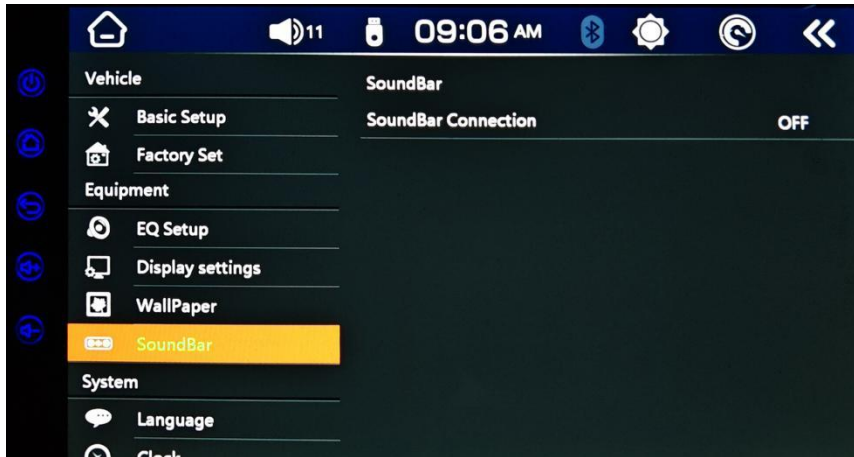 11
09:06 AM
Vehicle
Basic Setup
Factory Set
Equipment
EQ Setup
Display settings
WallPaper
SoundBar
System
Language
Clock
SoundBar
SoundBar Connection OFF